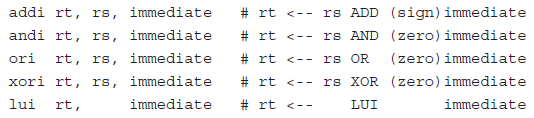 addi rt, rs, immediate # rt <-- rs ADD (sign)immediate
andi rt, rs, immediate # rt <-- rs AND (zero)immediate
ori rt, rs, immediate # rt <-- rs OR (zero)immediate
xori rt, rs, immediate # rt <-- rs XOR (zero)immediate
lui rt, immediate # rt <-- LUI immediate